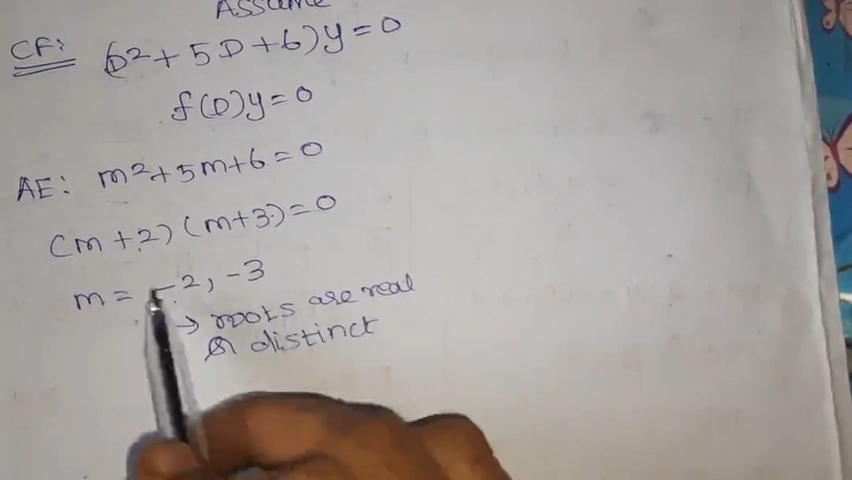 Assume
CF: (D² + 5D + 6)y = 0
f(D)y = 0
AE: m² + 5m + 6 = 0
(m + 2) (m + 3) = 0
m = -2, -3
→ roots are real
& distinct